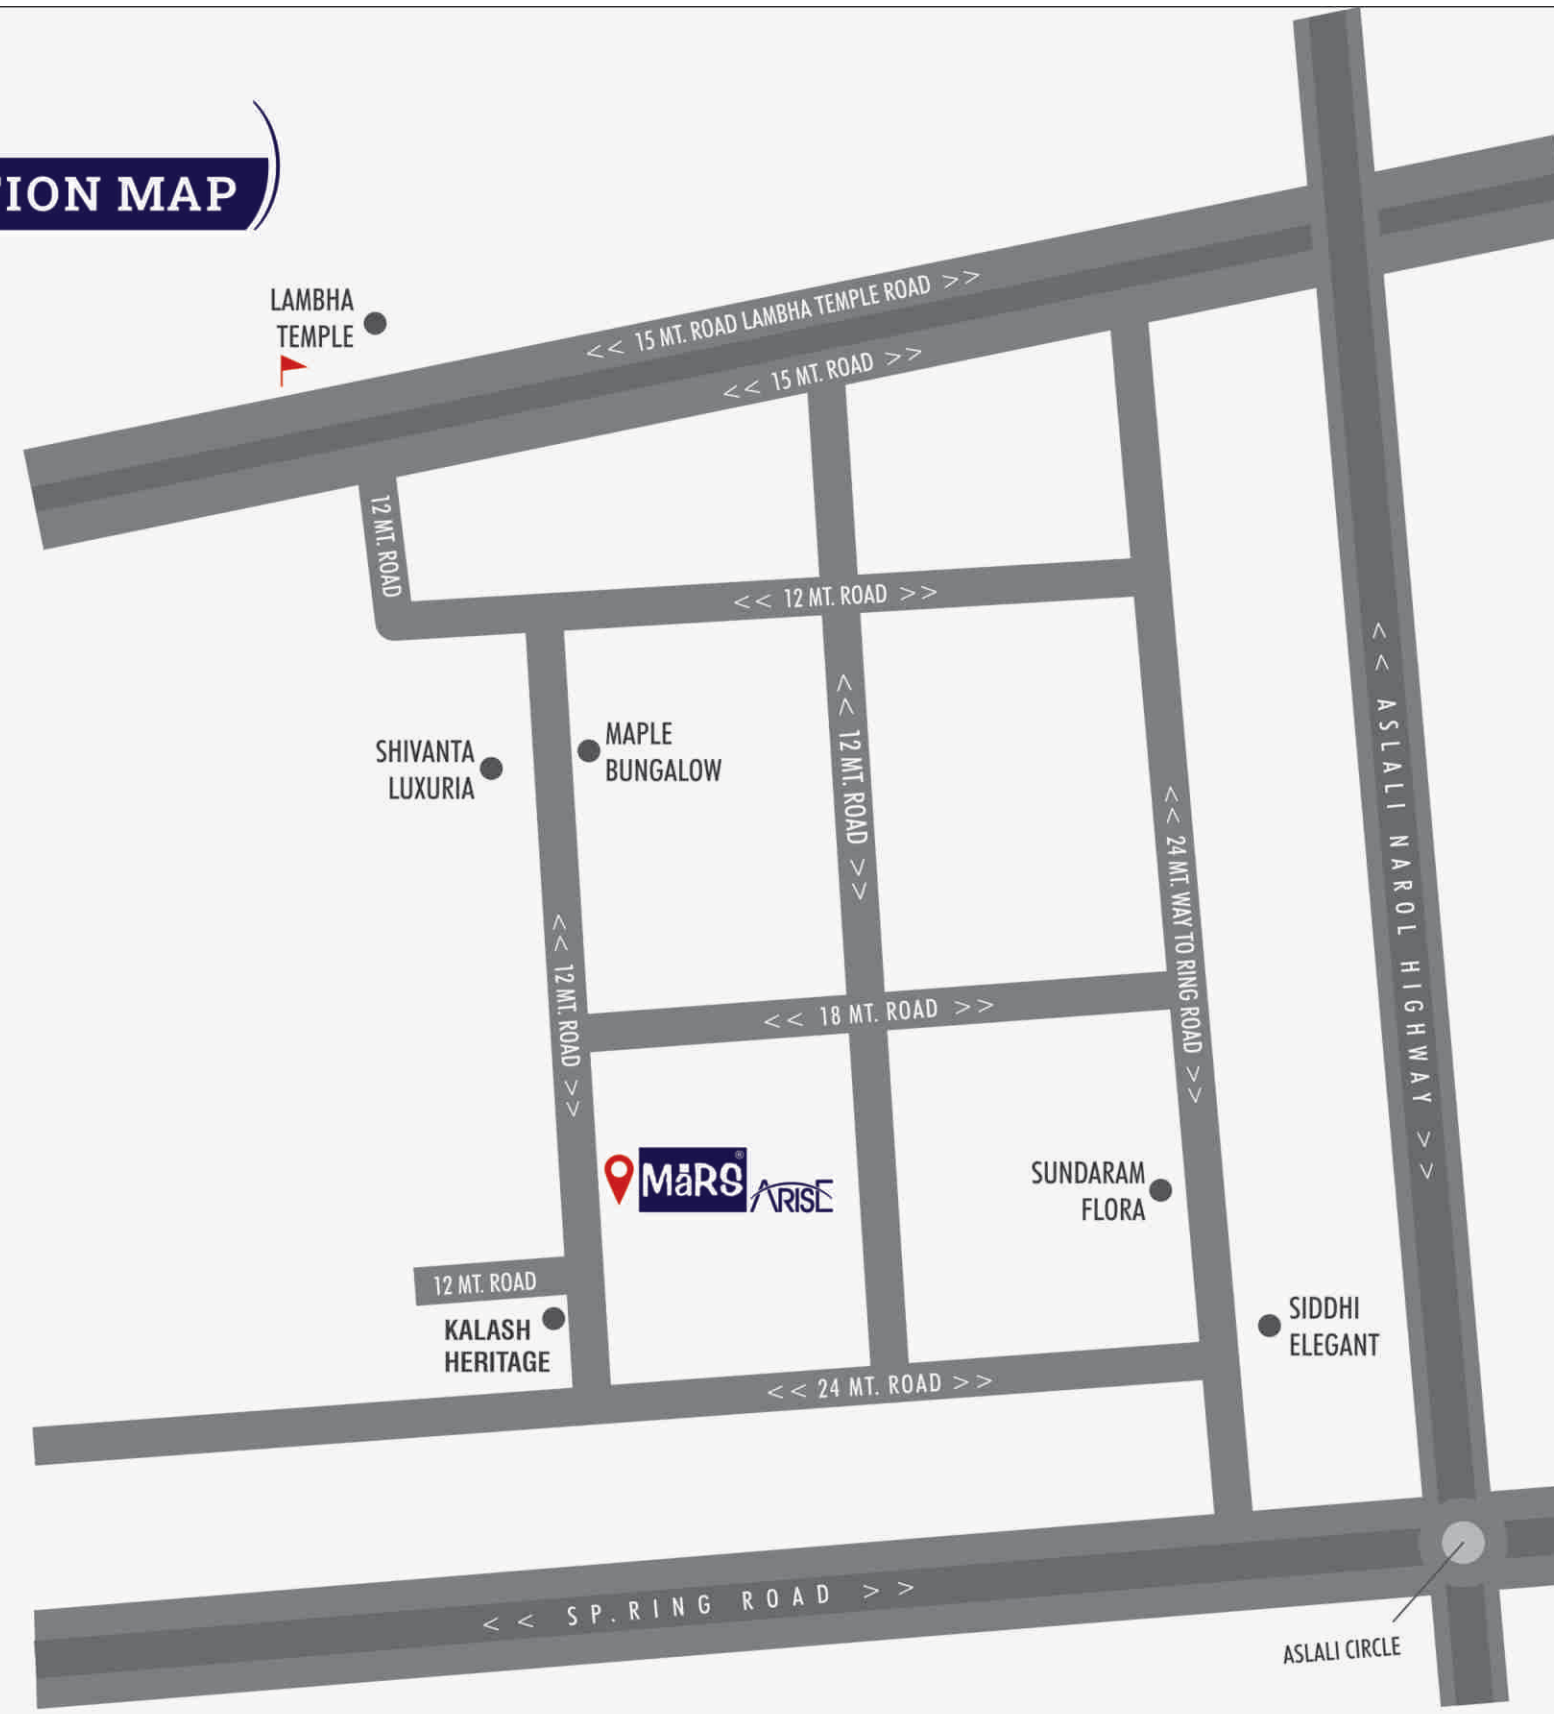 TION MAP
LAMBHA
TEMPLE
<< 15 MT. ROAD LAMBHA TEMPLE ROAD >>
<< 15 MT. ROAD >>
12 MT. ROAD
<< 12 MT. ROAD >>
SHIVANTA
LUXURIA
MAPLE
BUNGALOW
<< 12 MT. ROAD >>
<< 12 MT. ROAD >>
<< 24 MT. WAY TO RING ROAD >>
<< ASLALI NAROL HIGHWAY >>
<< 18 MT. ROAD >>
MARS® ARISE
SUNDARAM
FLORA
12 MT. ROAD
KALASH
HERITAGE
SIDDHI
ELEGANT
<< 24 MT. ROAD >>
<< SP.RING ROAD >>
ASLALI CIRCLE